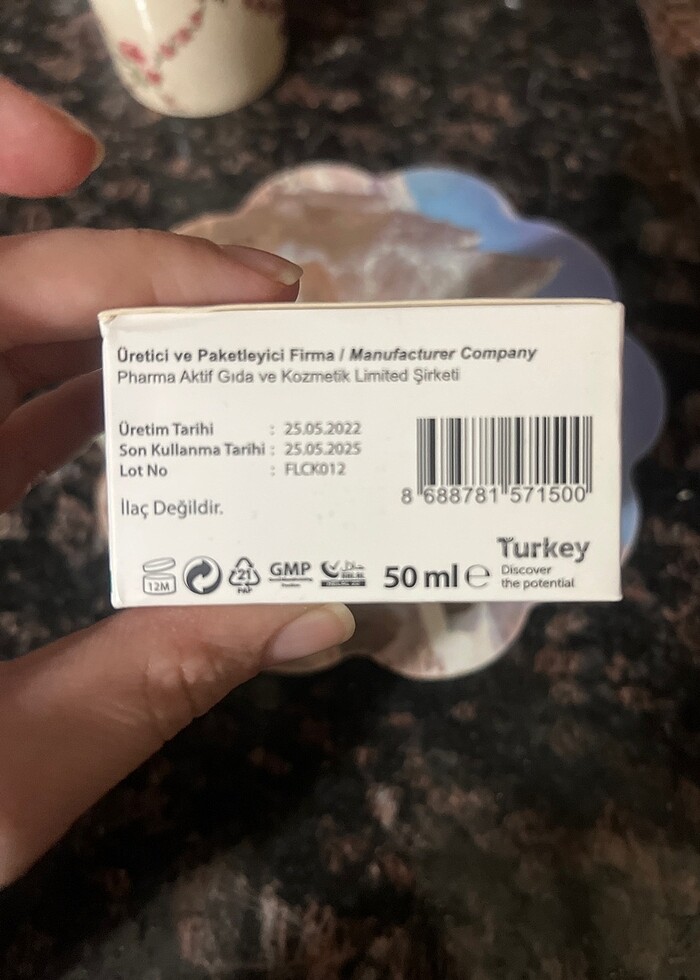 Üretici ve Paketleyici Firma / Manufacturer Company
Pharma Aktif Gıda ve Kozmetik Limited Şirketi
Üretim Tarihi : 25.05.2022
Son Kullanma Tarihi : 25.05.2025
Lot No : FLCK012
İlaç Değildir.
8 688781 571500
12M
21
PAP
GMP
50 ml e
Turkey
Discover
the potential